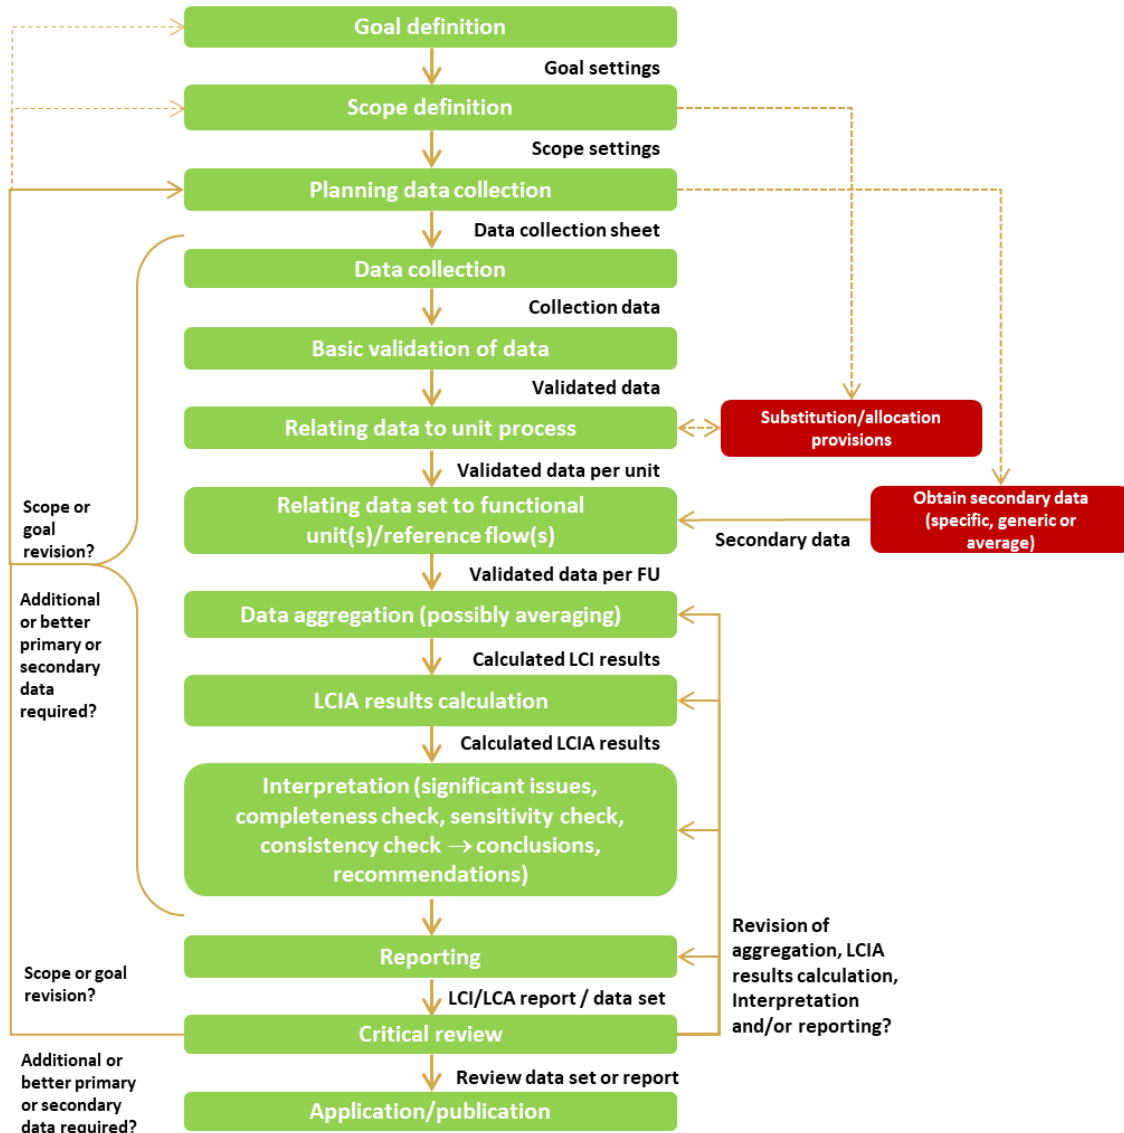 Goal definition
Goal settings
Scope definition
Scope settings
Planning data collection
Data collection sheet
Data collection
Collection data
Basic validation of data
Validated data
Relating data to unit process
Substitution/allocation
provisions
Validated data per unit
Relating data set to functional
unit(s)/reference flow(s)
Obtain secondary data
(specific, generic or
average)
Secondary data
Scope or
goal
revision?
Validated data per FU
Additional
or better
primary or
secondary
data
required?
Data aggregation (possibly averaging)
Calculated LCI results
LCIA results calculation
Calculated LCIA results
Interpretation (significant issues,
completeness check, sensitivity check,
consistency check → conclusions,
recommendations)
Revision of
aggregation, LCIA
results calculation,
Interpretation
and/or reporting?
Reporting
Scope or goal
revision?
LCI/LCA report / data set
Critical review
Additional or
better primary
or secondary
data required?
Review data set or report
Application/publication